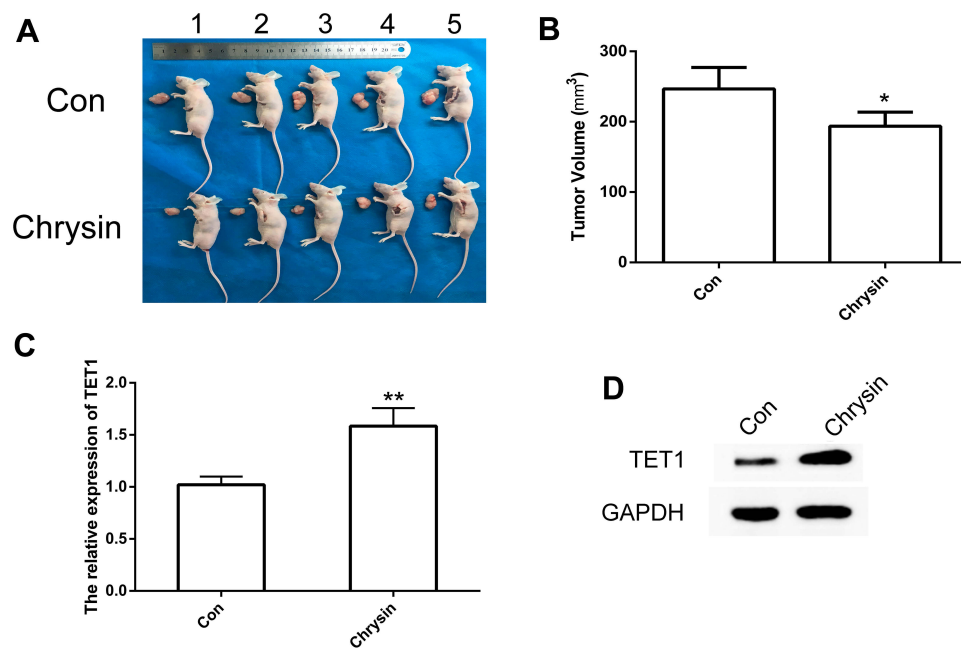 A
1 2 3 4 5
Con
Chrysin
B
Tumor Volume (mm³)
300
200
100
0
*
Con
Chrysin
C
The relative expression of TET1
2.0
1.5
1.0
0.5
0.0
**
Con
Chrysin
D
Con
Chrysin
TET1
GAPDH